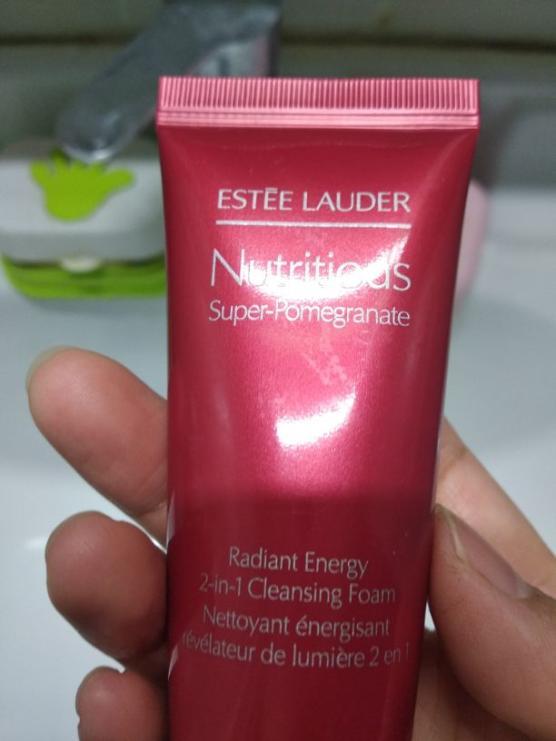 ESTĒE LAUDER
Nutritious
Super-Pomegranate
Radiant Energy
2-in-1 Cleansing Foam
Nettoyant énergisant
révélateur de lumière 2 en 1